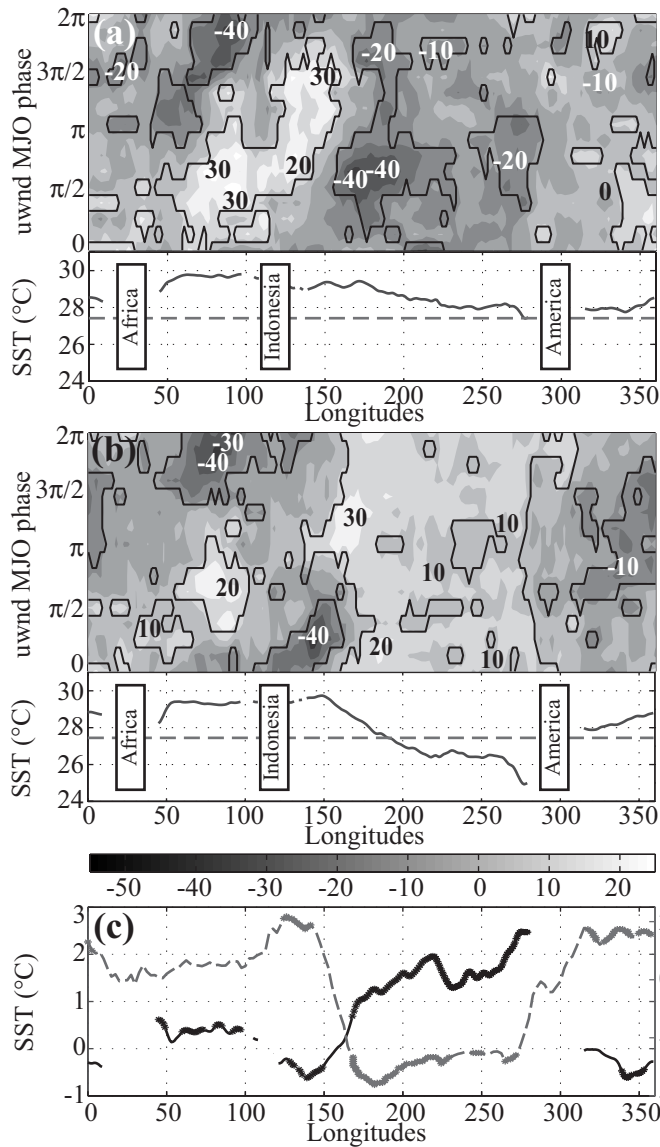 (a)
uwnd MJO phase
2π
3π/2
π
π/2
0
-40
-20
30
-20
-10
10
-10
30
20
30
-40
-40
-20
0
SST (°C)
30
28
26
24
Africa
Indonesia
America
0 50 100 150 200 250 300 350
Longitudes
(b)
uwnd MJO phase
2π
3π/2
π
π/2
0
-30
-40
30
10
20
10
-10
10
-40
20
10
SST (°C)
30
28
26
24
Africa
Indonesia
America
0 50 100 150 200 250 300 350
Longitudes
-50 -40 -30 -20 -10 0 10 20
(c)
SST (°C)
3
2
1
0
-1
0 50 100 150 200 250 300 350
Longitudes